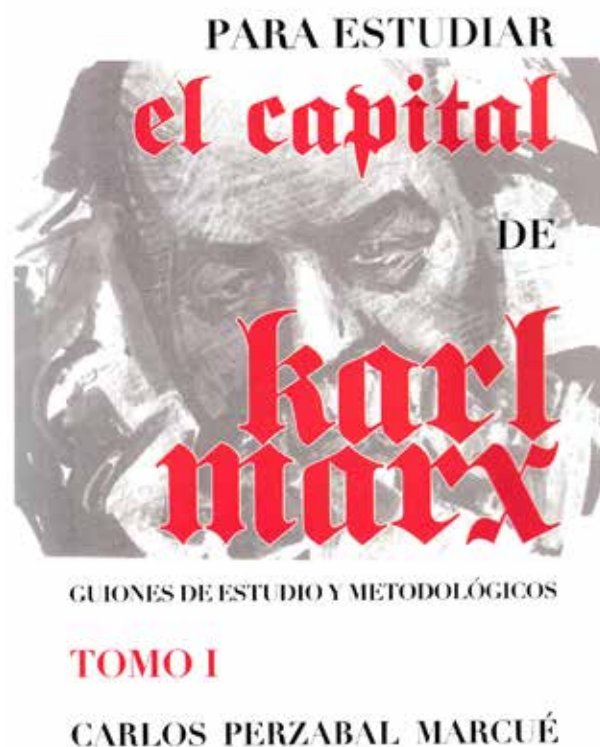 PARA ESTUDIAR
el capital
DE
karl
marx
GUIONES DE ESTUDIO Y METODOLÓGICOS
TOMO I
CARLOS PERZABAL MARCUÉ